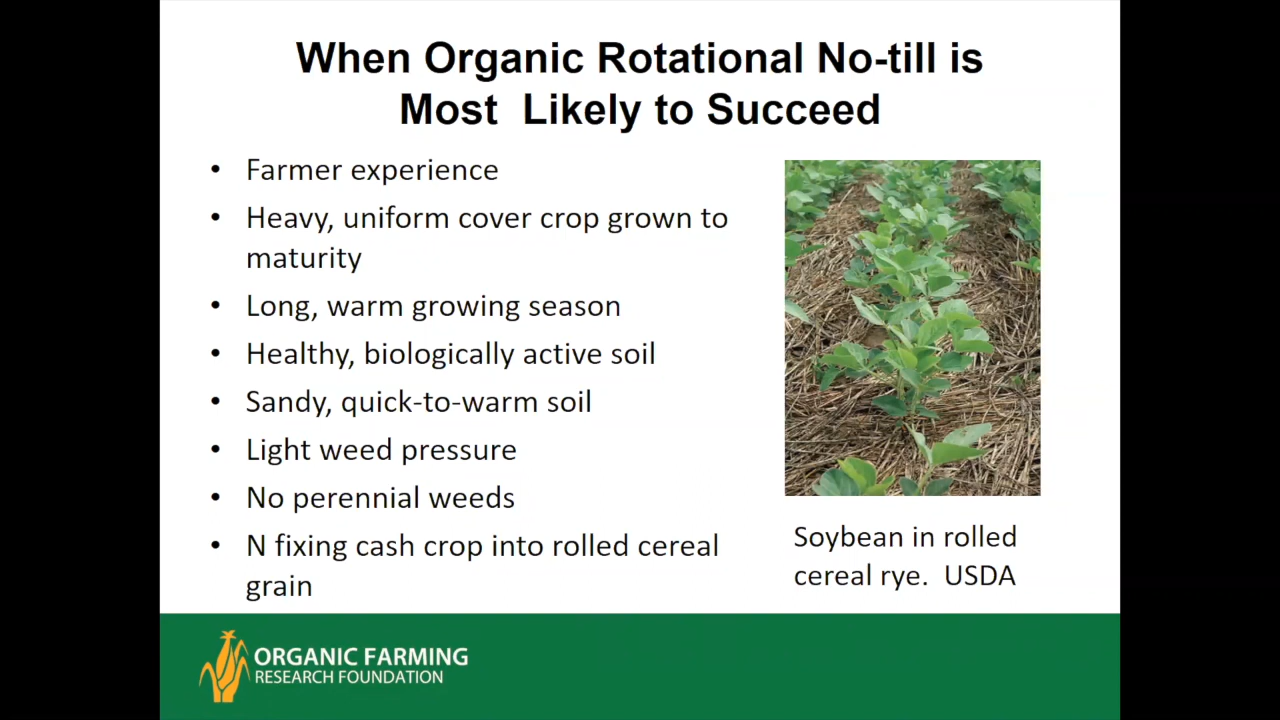 When Organic Rotational No-till is
Most  Likely to Succeed
• Farmer experience
• Heavy, uniform cover crop grown to
maturity
• Long, warm growing season
• Healthy, biologically active soil
• Sandy, quick-to-warm soil
• Light weed pressure
• No perennial weeds
• N fixing cash crop into rolled cereal
grain
Soybean in rolled
cereal rye.  USDA
ORGANIC FARMING
RESEARCH FOUNDATION